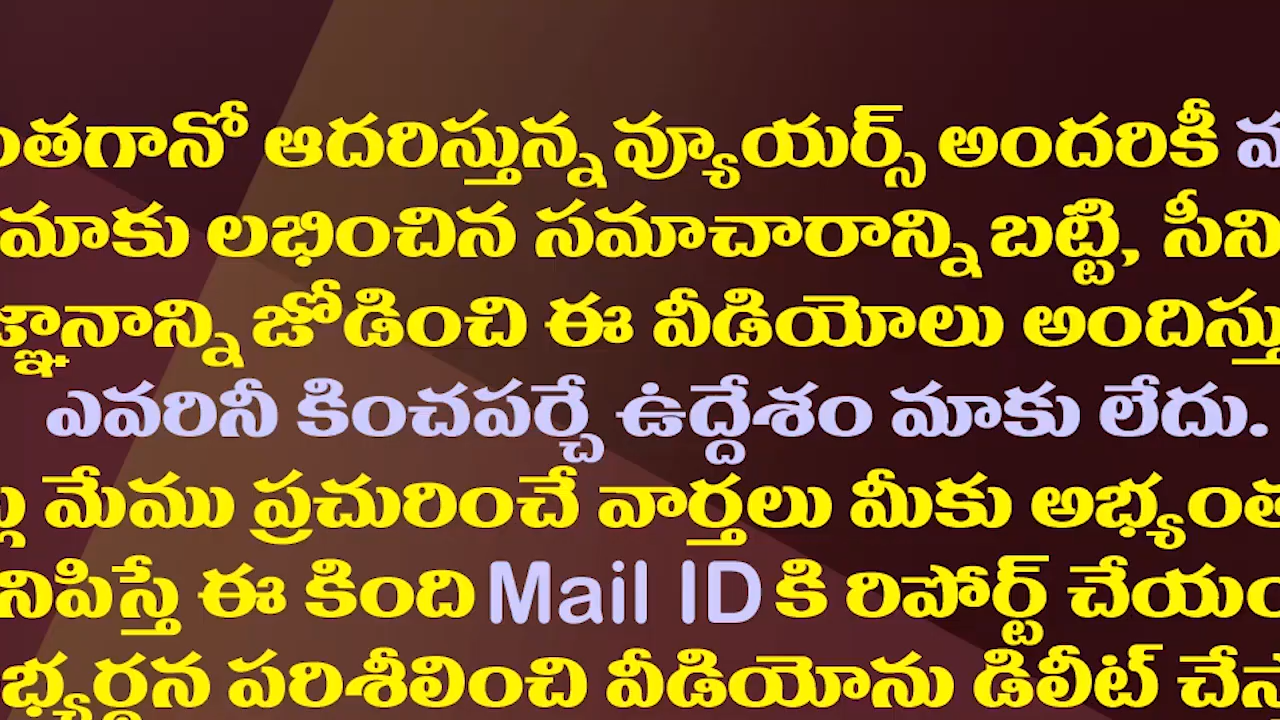 ంతగానో ఆదరిస్తున్న వ్యూయర్స్ అందరికీ
మాకు లభించిన సమాచారాన్ని బట్టి, సీని
జ్ఞానాన్ని జోడించి ఈ వీడియోలు అందిస్తు
ఎవరినీ కించపర్చే ఉద్దేశం మాకు లేదు.
మేము ప్రచురించే వార్తలు మీకు అభ్యంత
నిపిస్తే ఈ కింది Mail ID కి రిపోర్ట్ చేయం
భ్యర్థన పరిశీలించి వీడియోను డిలీట్ చేస